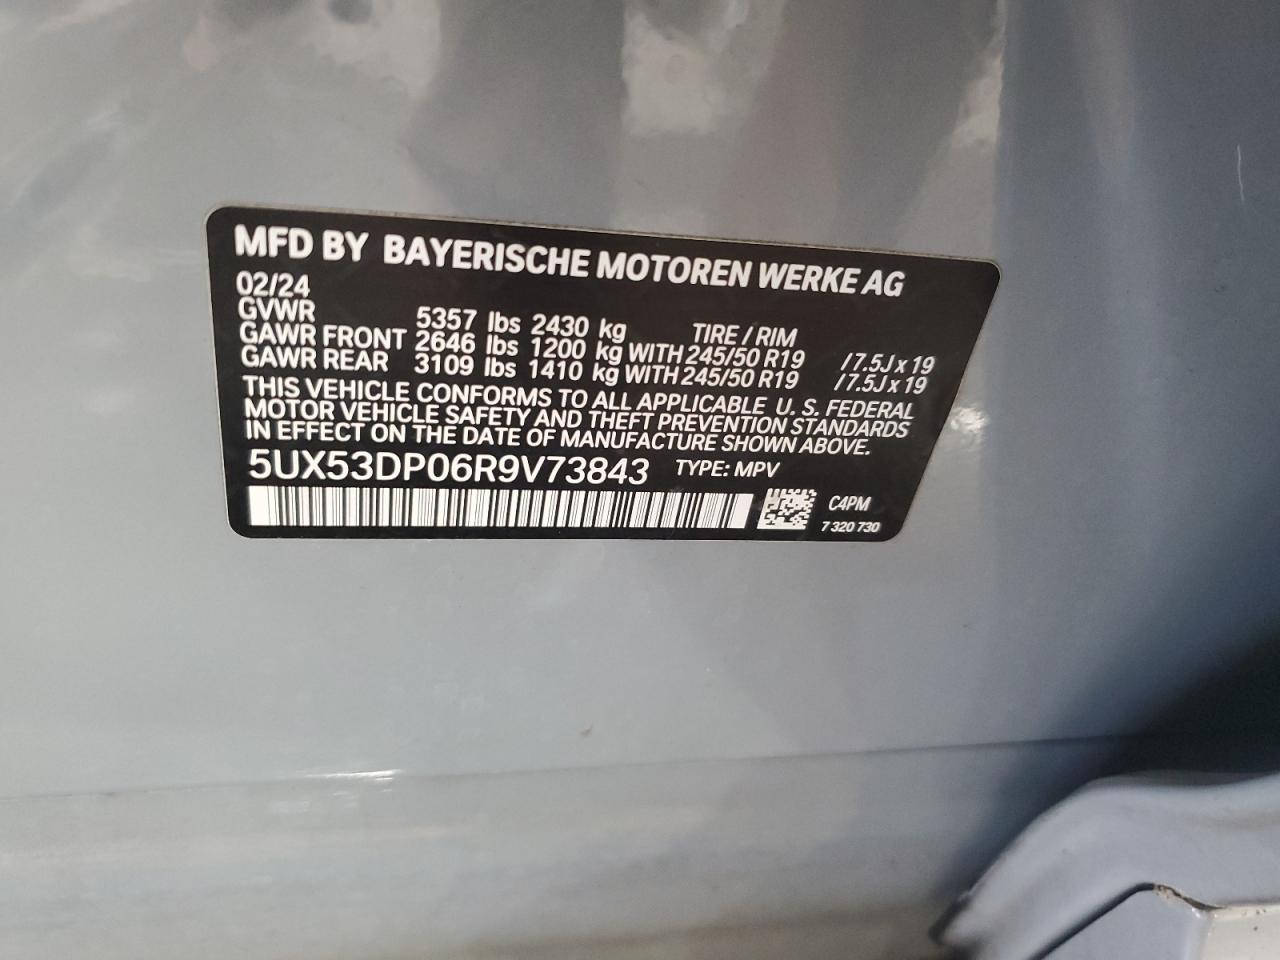 MFD BY BAYERISCHE MOTOREN WERKE AG
02/24
GVWR 5357 lbs 2430 kg TIRE / RIM
GAWR FRONT 2646 lbs 1200 kg WITH 245/50 R19 / 7.5J x 19
GAWR REAR 3109 lbs 1410 kg WITH 245/50 R19 / 7.5J x 19
THIS VEHICLE CONFORMS TO ALL APPLICABLE U. S. FEDERAL
MOTOR VEHICLE SAFETY AND THEFT PREVENTION STANDARDS
IN EFFECT ON THE DATE OF MANUFACTURE SHOWN ABOVE.
5UX53DP06R9V73843 TYPE: MPV
C4PM
7 320 730